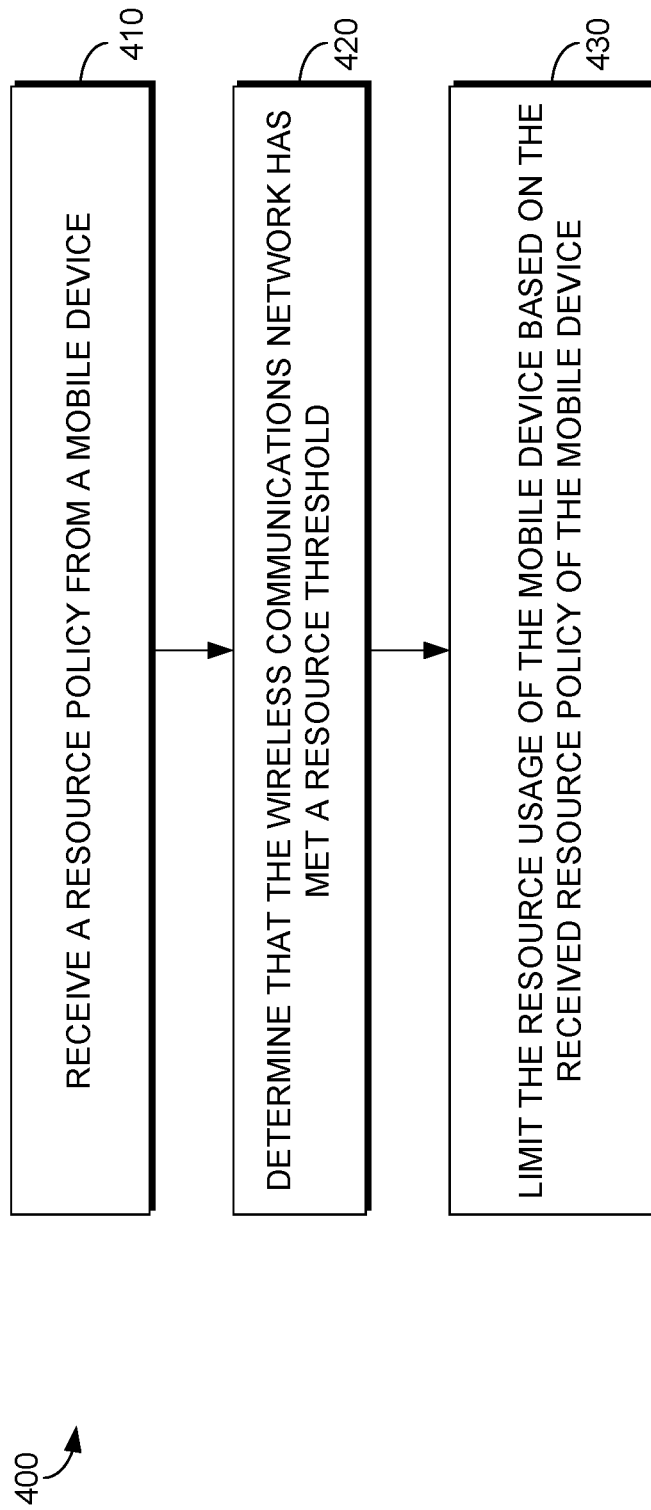 400
RECEIVE A RESOURCE POLICY FROM A MOBILE DEVICE
410
DETERMINE THAT THE WIRELESS COMMUNICATIONS NETWORK HAS
MET A RESOURCE THRESHOLD
420
LIMIT THE RESOURCE USAGE OF THE MOBILE DEVICE BASED ON THE
RECEIVED RESOURCE POLICY OF THE MOBILE DEVICE
430